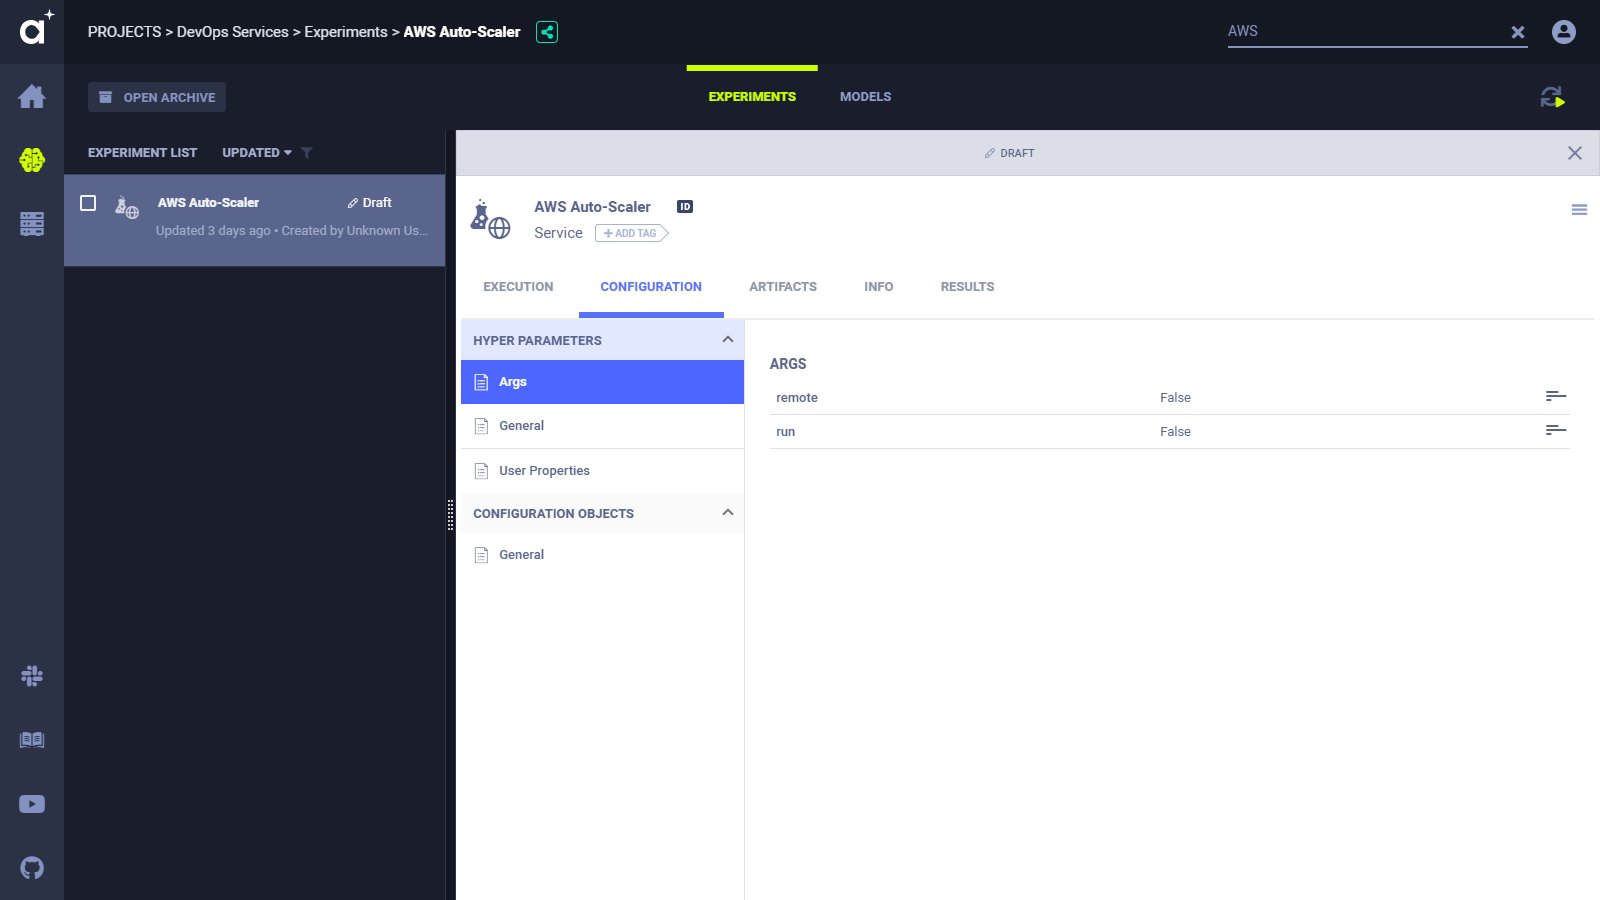 PROJECTS > DevOps Services > Experiments > AWS Auto-Scaler
AWS
OPEN ARCHIVE
EXPERIMENTS
MODELS
EXPERIMENT LIST
UPDATED
DRAFT
AWS Auto-Scaler
Draft
Updated 3 days ago • Created by Unknown Us...
AWS Auto-Scaler
ID
Service
ADD TAG
EXECUTION
CONFIGURATION
ARTIFACTS
INFO
RESULTS
HYPER PARAMETERS
Args
General
User Properties
CONFIGURATION OBJECTS
General
ARGS
remote False
run False